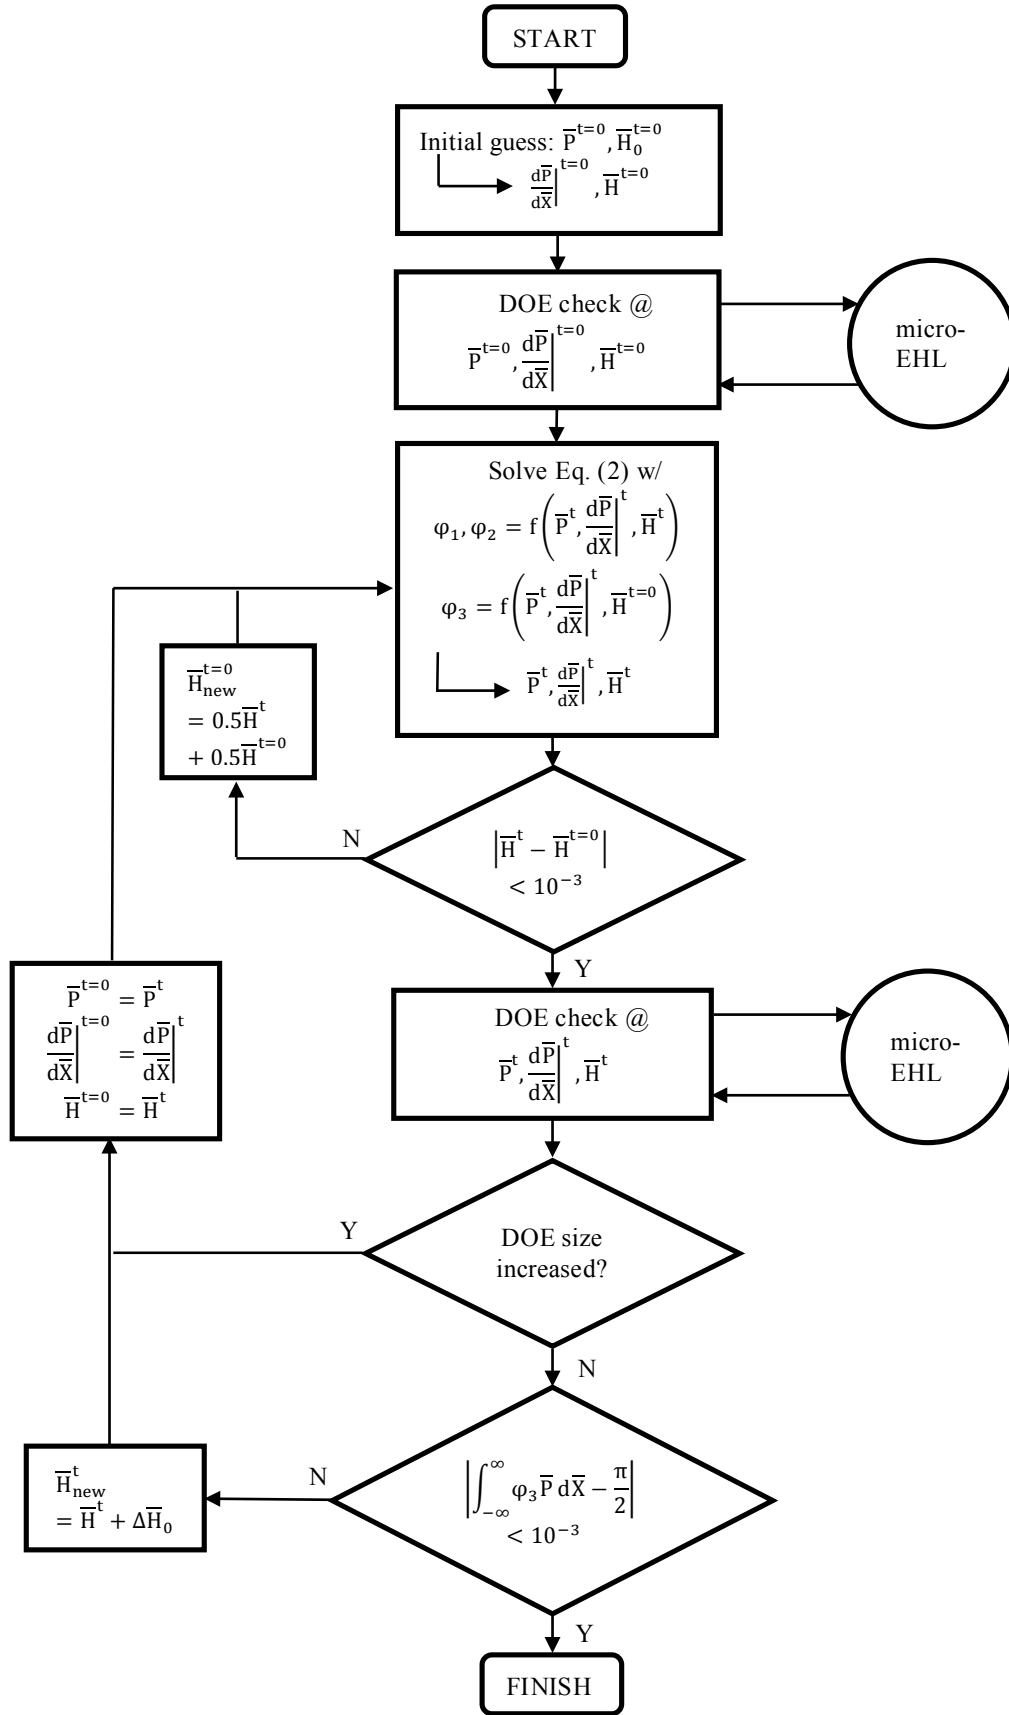 START
Initial guess: P̅^{t=0}, H̅_0^{t=0}
dP̅/dX̅|^{t=0}, H̅^{t=0}
DOE check @
P̅^{t=0}, dP̅/dX̅|^{t=0}, H̅^{t=0}
micro-
EHL
Solve Eq. (2) w/
φ₁, φ₂ = f(P̅^t, dP̅/dX̅|^t, H̅^t)
φ₃ = f(P̅^t, dP̅/dX̅|^t, H̅^{t=0})
P̅^t, dP̅/dX̅|^t, H̅^t
H̅_{new}^{t=0}
= 0.5H̅^t
+ 0.5H̅^{t=0}
N
|H̅^t − H̅^{t=0}|
< 10^{−3}
Y
P̅^{t=0} = P̅^t
dP̅/dX̅|^{t=0} = dP̅/dX̅|^t
H̅^{t=0} = H̅^t
DOE check @
P̅^t, dP̅/dX̅|^t, H̅^t
micro-
EHL
Y
DOE size
increased?
N
H̅_{new}^t
= H̅^t + ΔH̅_0
N
|∫_{−∞}^{∞} φ₃P̅ dX̅ − π/2|
< 10^{−3}
Y
FINISH